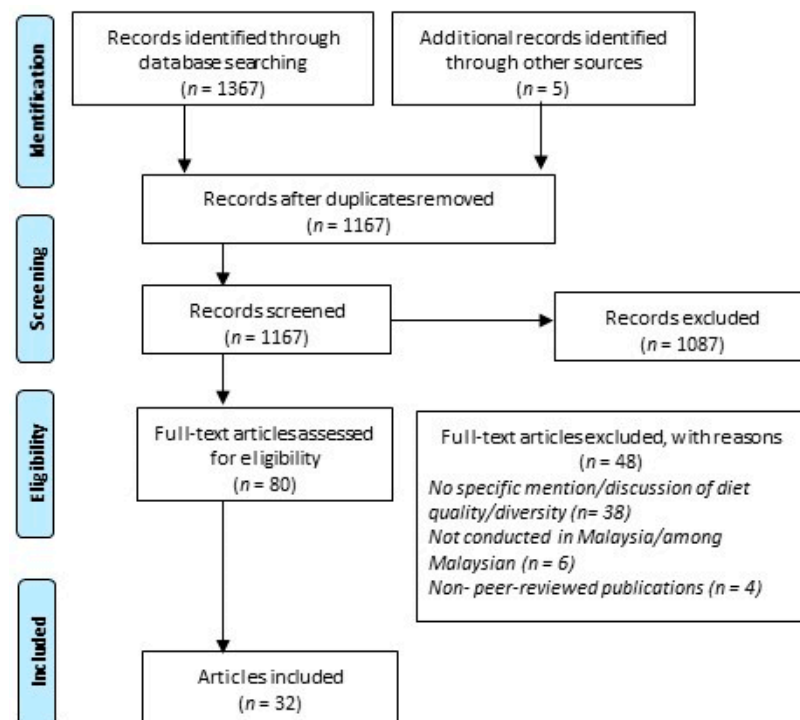 Identification
Records identified through
database searching
(n = 1367)
Additional records identified
through other sources
(n = 5)
Records after duplicates removed
(n = 1167)
Screening
Records screened
(n = 1167)
Records excluded
(n = 1087)
Eligibility
Full-text articles assessed
for eligibility
(n = 80)
Full-text articles excluded, with reasons
(n = 48)
No specific mention/discussion of diet
quality/diversity (n= 38)
Not conducted in Malaysia/among
Malaysian (n = 6)
Non- peer-reviewed publications (n = 4)
Included
Articles included
(n = 32)